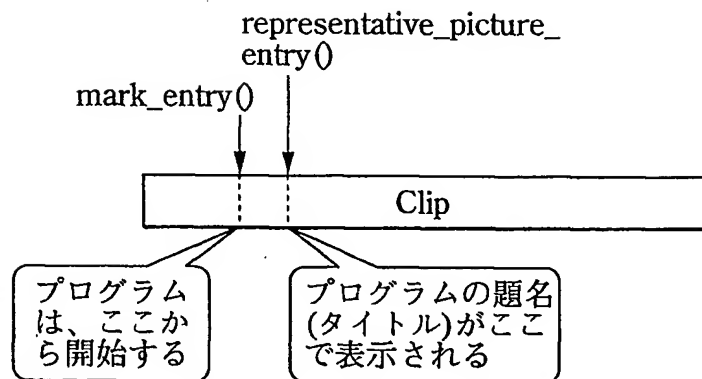 representative_picture_
entry()
mark_entry()
Clip
プログラム
は、ここか
ら開始する
プログラムの題名
(タイトル)がここ
で表示される